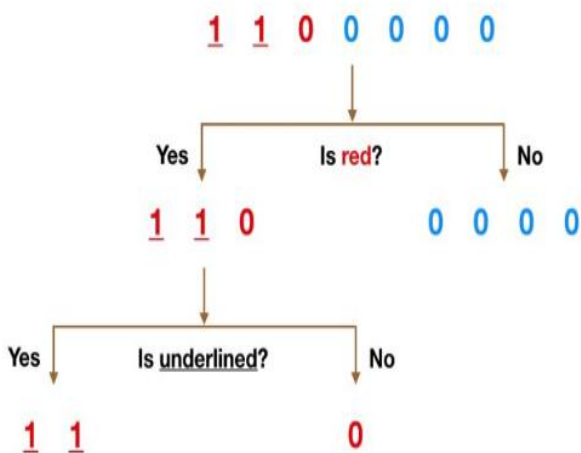 1 1 0 0 0 0 0
Yes Is red? No
1 1 0 0 0 0 0
Yes Is underlined? No
1 1 0